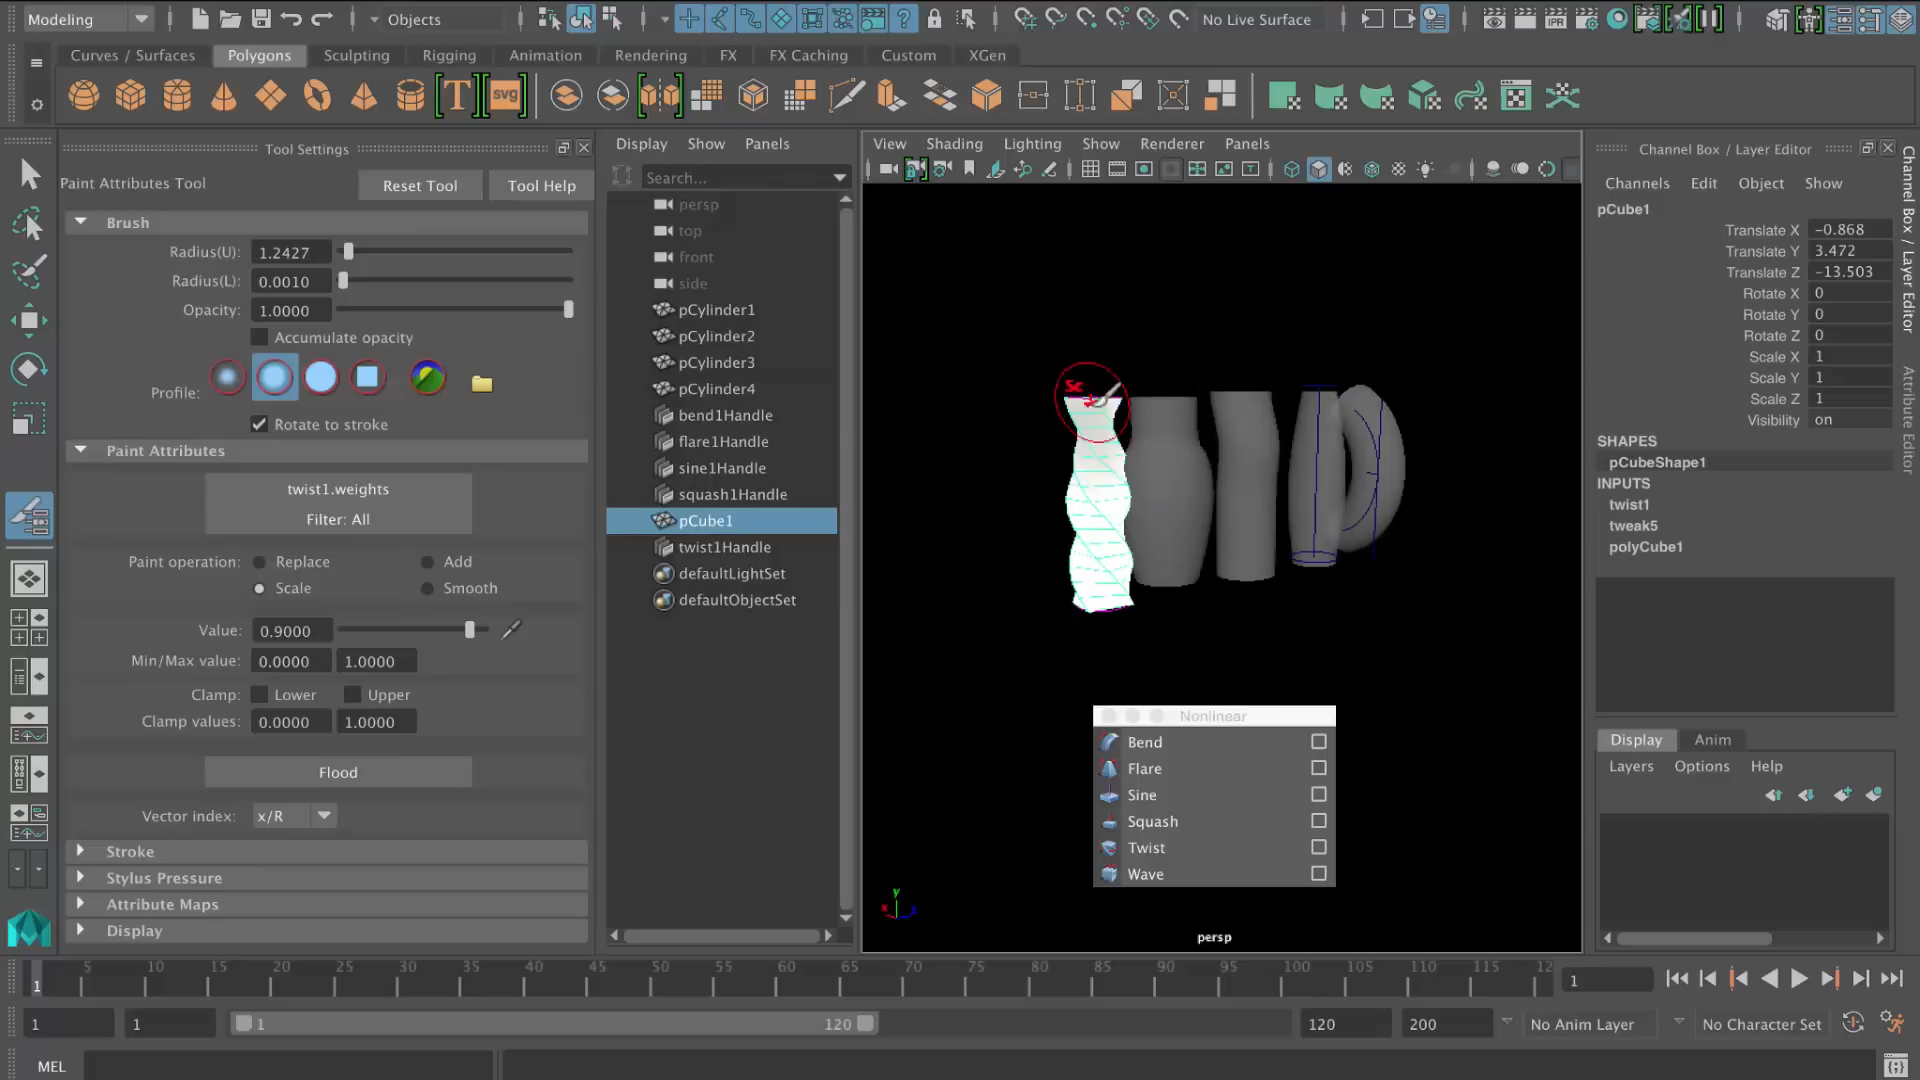 Modeling
Objects
No Live Surface
IPR
Curves / Surfaces
Polygons
Sculpting
Rigging
Animation
Rendering
FX
FX Caching
Custom
XGen
T
svg
Tool Settings
Paint Attributes Tool
Reset Tool
Tool Help
Brush
Radius(U): 1.2427
Radius(L): 0.0010
Opacity: 1.0000
Accumulate opacity
Profile:
Rotate to stroke
Paint Attributes
twist1.weights
Filter: All
Paint operation: Replace Add
Scale Smooth
Value: 0.9000
Min/Max value: 0.0000 1.0000
Clamp: Lower Upper
Clamp values: 0.0000 1.0000
Flood
Vector index: x/R
Stroke
Stylus Pressure
Attribute Maps
Display
Display Show Panels
Search...
persp
top
front
side
pCylinder1
pCylinder2
pCylinder3
pCylinder4
bend1Handle
flare1Handle
sine1Handle
squash1Handle
pCube1
twist1Handle
defaultLightSet
defaultObjectSet
View Shading Lighting Show Renderer Panels
Sc
Nonlinear
Bend
Flare
Sine
Squash
Twist
Wave
y
x
z
persp
Channel Box / Layer Editor
Channels Edit Object Show
pCube1
Translate X -0.868
Translate Y 3.472
Translate Z -13.503
Rotate X 0
Rotate Y 0
Rotate Z 0
Scale X 1
Scale Y 1
Scale Z 1
Visibility on
SHAPES
pCubeShape1
INPUTS
twist1
tweak5
polyCube1
Display Anim
Layers Options Help
Channel Box / Layer Editor
Attribute Editor
1 5 10 15 20 25 30 35 40 45 50 55 60 65 70 75 80 85 90 95 100 105 110 115 12
1
1 1 1 120 120 200 No Anim Layer No Character Set
MEL